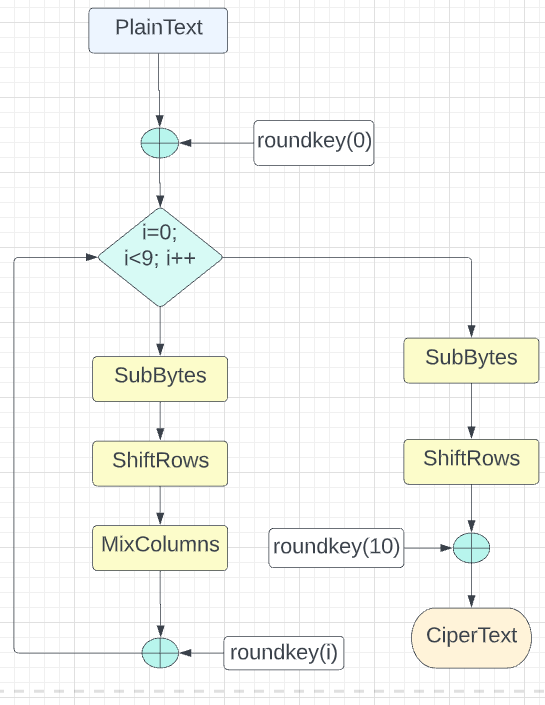 PlainText
roundkey(0)
i=0;
i<9; i++
SubBytes
ShiftRows
MixColumns
roundkey(i)
SubBytes
ShiftRows
roundkey(10)
CiperText